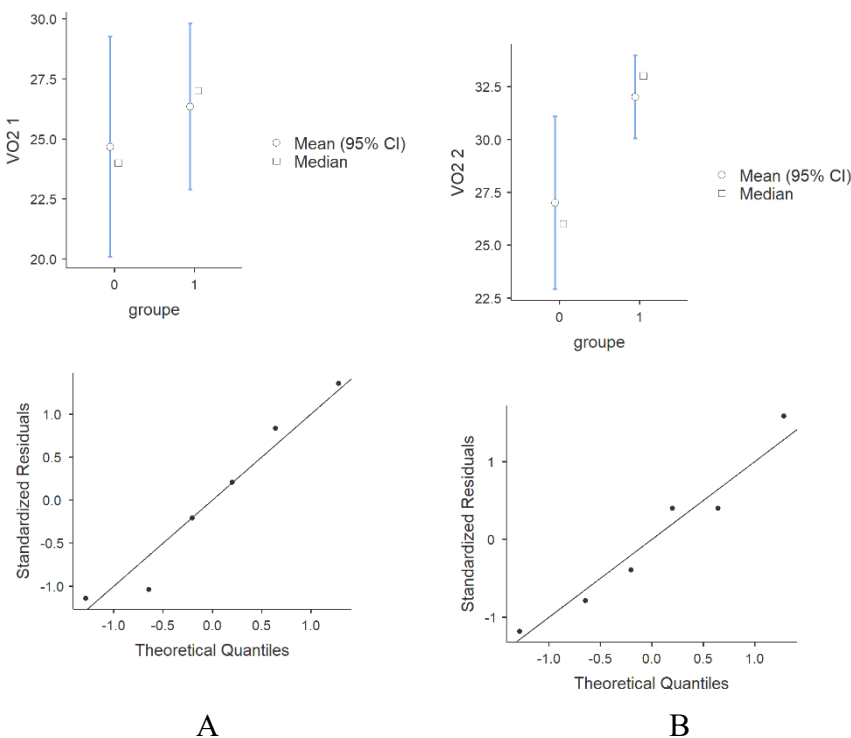 30.0
27.5
25.0
22.5
20.0
VO2 1
0 1
groupe
Mean (95% CI)
Median
32.5
30.0
27.5
25.0
22.5
VO2 2
0 1
groupe
Mean (95% CI)
Median
1.0
0.5
0.0
-0.5
-1.0
Standardized Residuals
-1.0 -0.5 0.0 0.5 1.0
Theoretical Quantiles
1
0
-1
Standardized Residuals
-1.0 -0.5 0.0 0.5 1.0
Theoretical Quantiles
A
B